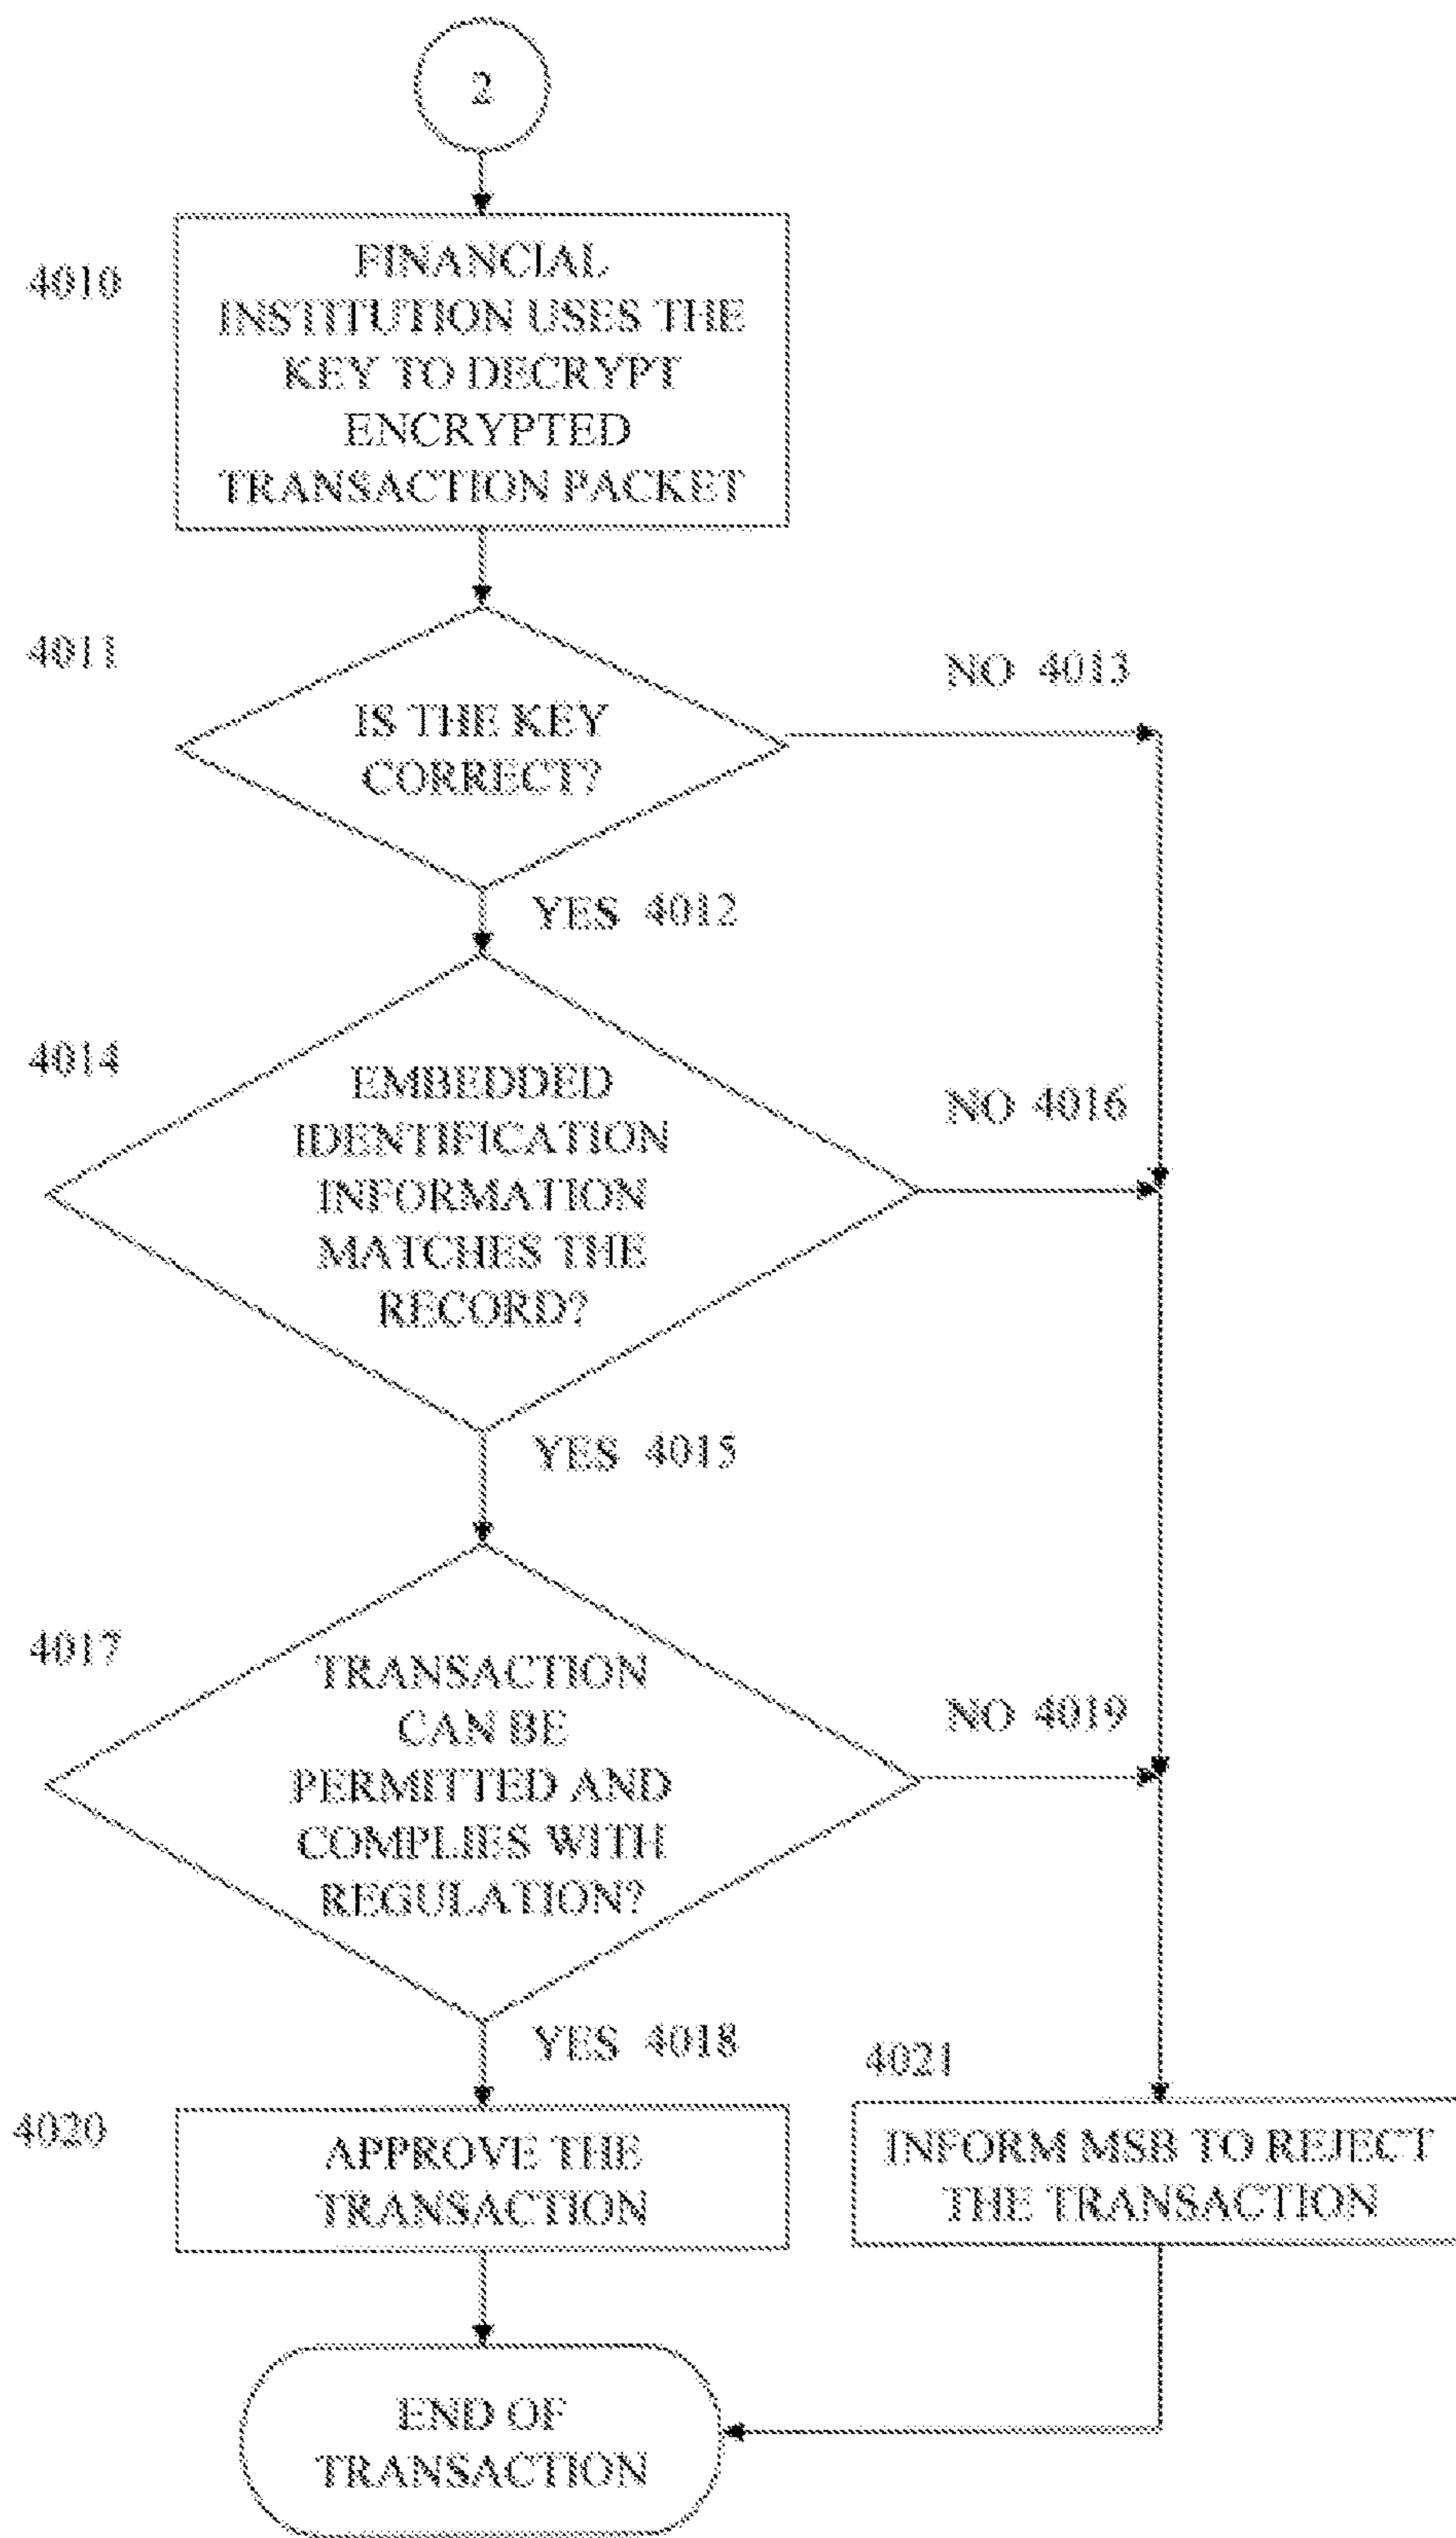 2
4010
FINANCIAL
INSTITUTION USES THE
KEY TO DECRYPT
ENCRYPTED
TRANSACTION PACKET
4011
IS THE KEY
CORRECT?
NO 4013
YES 4012
4014
EMBEDDED
IDENTIFICATION
INFORMATION
MATCHES THE
RECORD?
NO 4016
YES 4015
4017
TRANSACTION
CAN BE
PERMITTED AND
COMPLIES WITH
REGULATION?
NO 4019
YES 4018
4020
APPROVE THE
TRANSACTION
4021
INFORM MSB TO REJECT
THE TRANSACTION
END OF
TRANSACTION